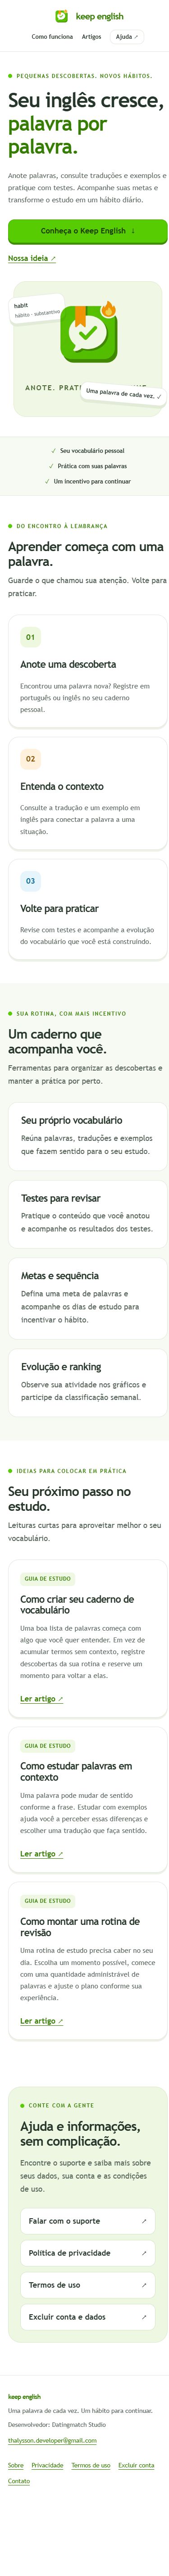 keep english
Como funciona Artigos Ajuda ↗
PEQUENAS DESCOBERTAS. NOVOS HÁBITOS.
Seu inglês cresce,
palavra por
palavra.
Anote palavras, consulte traduções e exemplos e
pratique com testes. Acompanhe suas metas e
transforme o estudo em um hábito diário.
Conheça o Keep English ↓
Nossa ideia ↗
habit
hábito · substantivo
Uma palavra de cada vez. ✓
ANOTE. PRAT
✓ Seu vocabulário pessoal
✓ Prática com suas palavras
✓ Um incentivo para continuar
DO ENCONTRO À LEMBRANÇA
Aprender começa com uma
palavra.
Guarde o que chamou sua atenção. Volte para
praticar.
01
Anote uma descoberta
Encontrou uma palavra nova? Registre em
português ou inglês no seu caderno
pessoal.
02
Entenda o contexto
Consulte a tradução e um exemplo em
inglês para conectar a palavra a uma
situação.
03
Volte para praticar
Revise com testes e acompanhe a evolução
do vocabulário que você está construindo.
SUA ROTINA, COM MAIS INCENTIVO
Um caderno que
acompanha você.
Ferramentas para organizar as descobertas e
manter a prática por perto.
Seu próprio vocabulário
Reúna palavras, traduções e exemplos
que fazem sentido para o seu estudo.
Testes para revisar
Pratique o conteúdo que você anotou
e acompanhe os resultados dos testes.
Metas e sequência
Defina uma meta de palavras e
acompanhe os dias de estudo para
incentivar o hábito.
Evolução e ranking
Observe sua atividade nos gráficos e
participe da classificação semanal.
IDEIAS PARA COLOCAR EM PRÁTICA
Seu próximo passo no
estudo.
Leituras curtas para aproveitar melhor o seu
vocabulário.
GUIA DE ESTUDO
Como criar seu caderno de
vocabulário
Uma boa lista de palavras começa com
algo que você quer entender. Em vez de
acumular termos sem contexto, registre
descobertas da sua rotina e reserve um
momento para voltar a elas.
Ler artigo ↗
GUIA DE ESTUDO
Como estudar palavras em
contexto
Uma palavra pode mudar de sentido
conforme a frase. Estudar com exemplos
ajuda você a perceber essas diferenças e
escolher uma tradução que faça sentido.
Ler artigo ↗
GUIA DE ESTUDO
Como montar uma rotina de
revisão
Uma rotina de estudo precisa caber no seu
dia. Escolha um momento possível, comece
com uma quantidade administrável de
palavras e ajuste o plano conforme sua
experiência.
Ler artigo ↗
CONTE COM A GENTE
Ajuda e informações,
sem complicação.
Encontre o suporte e saiba mais sobre
seus dados, sua conta e as condições
de uso.
Falar com o suporte ↗
Política de privacidade ↗
Termos de uso ↗
Excluir conta e dados ↗
keep english
Uma palavra de cada vez. Um hábito para continuar.
Desenvolvedor: Datingmatch Studio
thalysson.developer@gmail.com
Sobre Privacidade Termos de uso Excluir conta
Contato